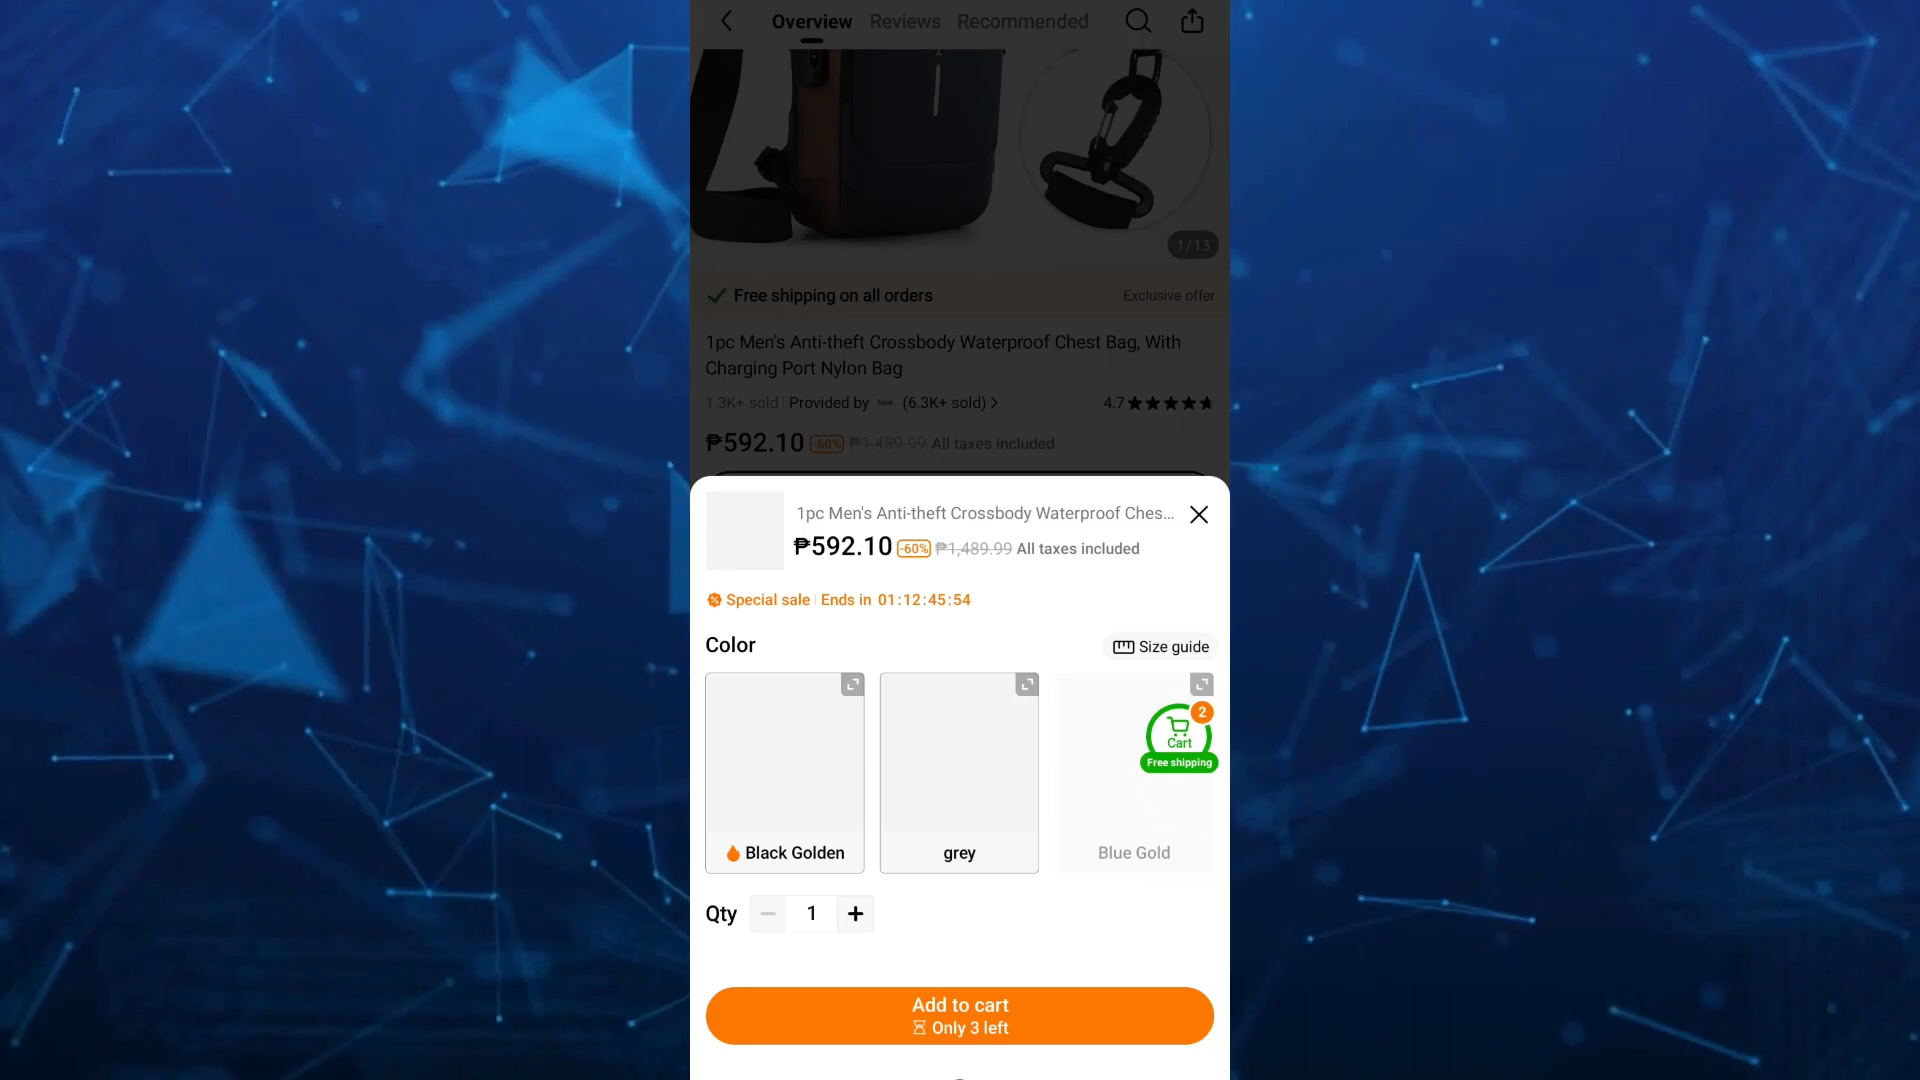 Overview Reviews Recommended
1/13
Free shipping on all orders Exclusive offer
1pc Men's Anti-theft Crossbody Waterproof Chest Bag, With
Charging Port Nylon Bag
1.3K+ sold Provided by (6.3K+ sold) 4.7
₱592.10 -60% ₱1,489.99 All taxes included
1pc Men's Anti-theft Crossbody Waterproof Ches...
₱592.10 -60% ₱1,489.99 All taxes included
Special sale Ends in 01:12:45:54
Color Size guide
2
Cart
Free shipping
Black Golden grey Blue Gold
Qty 1
Add to cart
Only 3 left